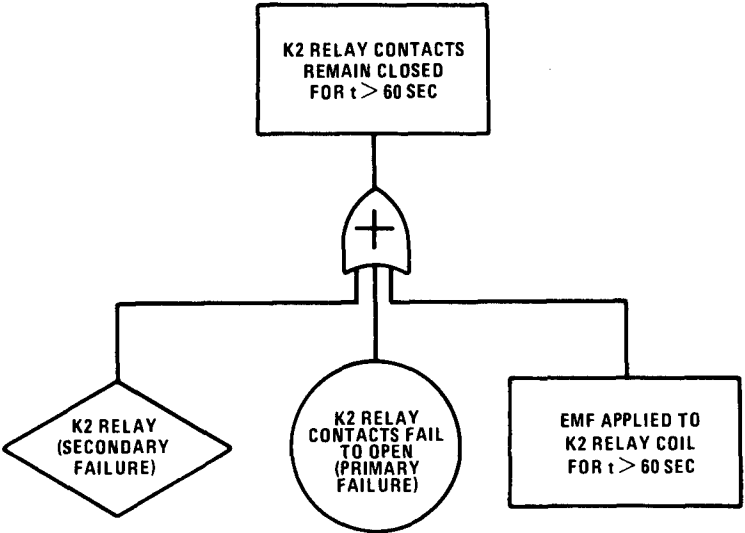 K2 RELAY CONTACTS
REMAIN CLOSED
FOR t > 60 SEC
+
K2 RELAY
(SECONDARY
FAILURE)
K2 RELAY
CONTACTS FAIL
TO OPEN
(PRIMARY
FAILURE)
EMF APPLIED TO
K2 RELAY COIL
FOR t > 60 SEC